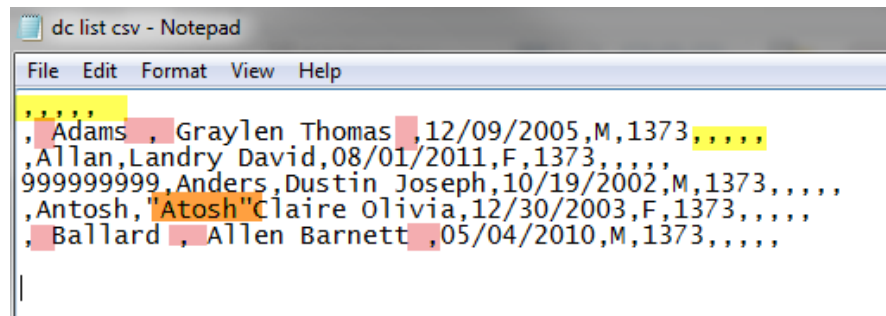 dc list csv - Notepad
File Edit Format View Help
,,,,,
, Adams , Graylen Thomas ,12/09/2005,M,1373,,,,,
,Allan,Landry David,08/01/2011,F,1373,,,,,
999999999,Anders,Dustin Joseph,10/19/2002,M,1373,,,,,
,Antosh,"Atosh"Claire Olivia,12/30/2003,F,1373,,,,,
, Ballard , Allen Barnett ,05/04/2010,M,1373,,,,,